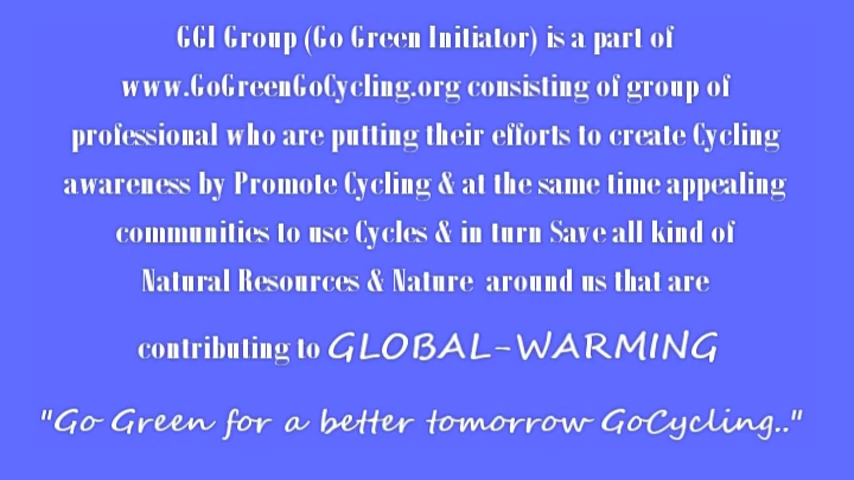 GGI Group (Go Green Initiator) is a part of
www.GoGreenGoCycling.org consisting of group of
professional who are putting their efforts to create Cycling
awareness by Promote Cycling & at the same time appealing
communities to use Cycles & in turn Save all kind of
Natural Resources & Nature around us that are
contributing to GLOBAL-WARMING
"Go Green for a better tomorrow GoCycling.."